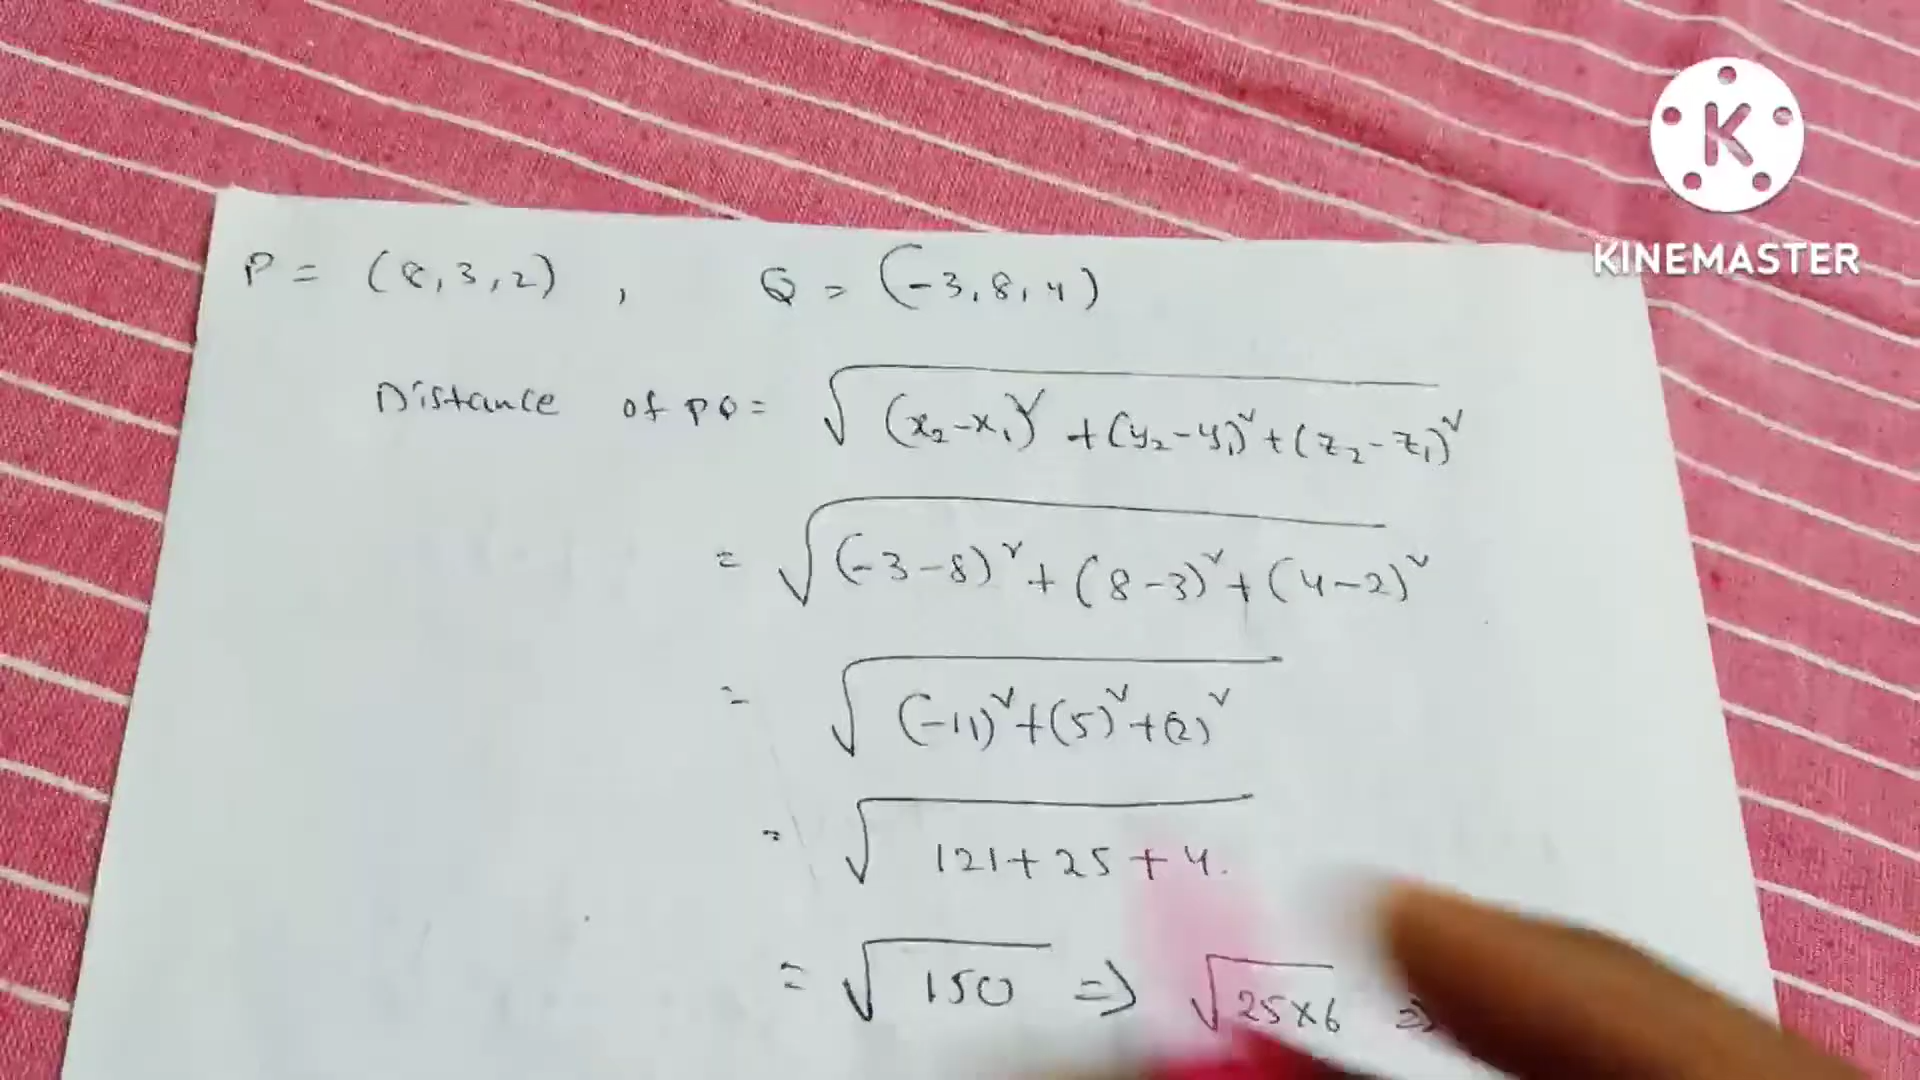 P = (8,3,2) , Q = (-3,8,4)
Distance of PQ = √(x₂-x₁)² + (y₂-y₁)² + (z₂-z₁)²
= √(-3-8)² + (8-3)² + (4-2)²
= √(-11)² + (5)² + (2)²
= √121 + 25 + 4.
= √150 ⇒ √25×6 ⇒
K
KINEMASTER